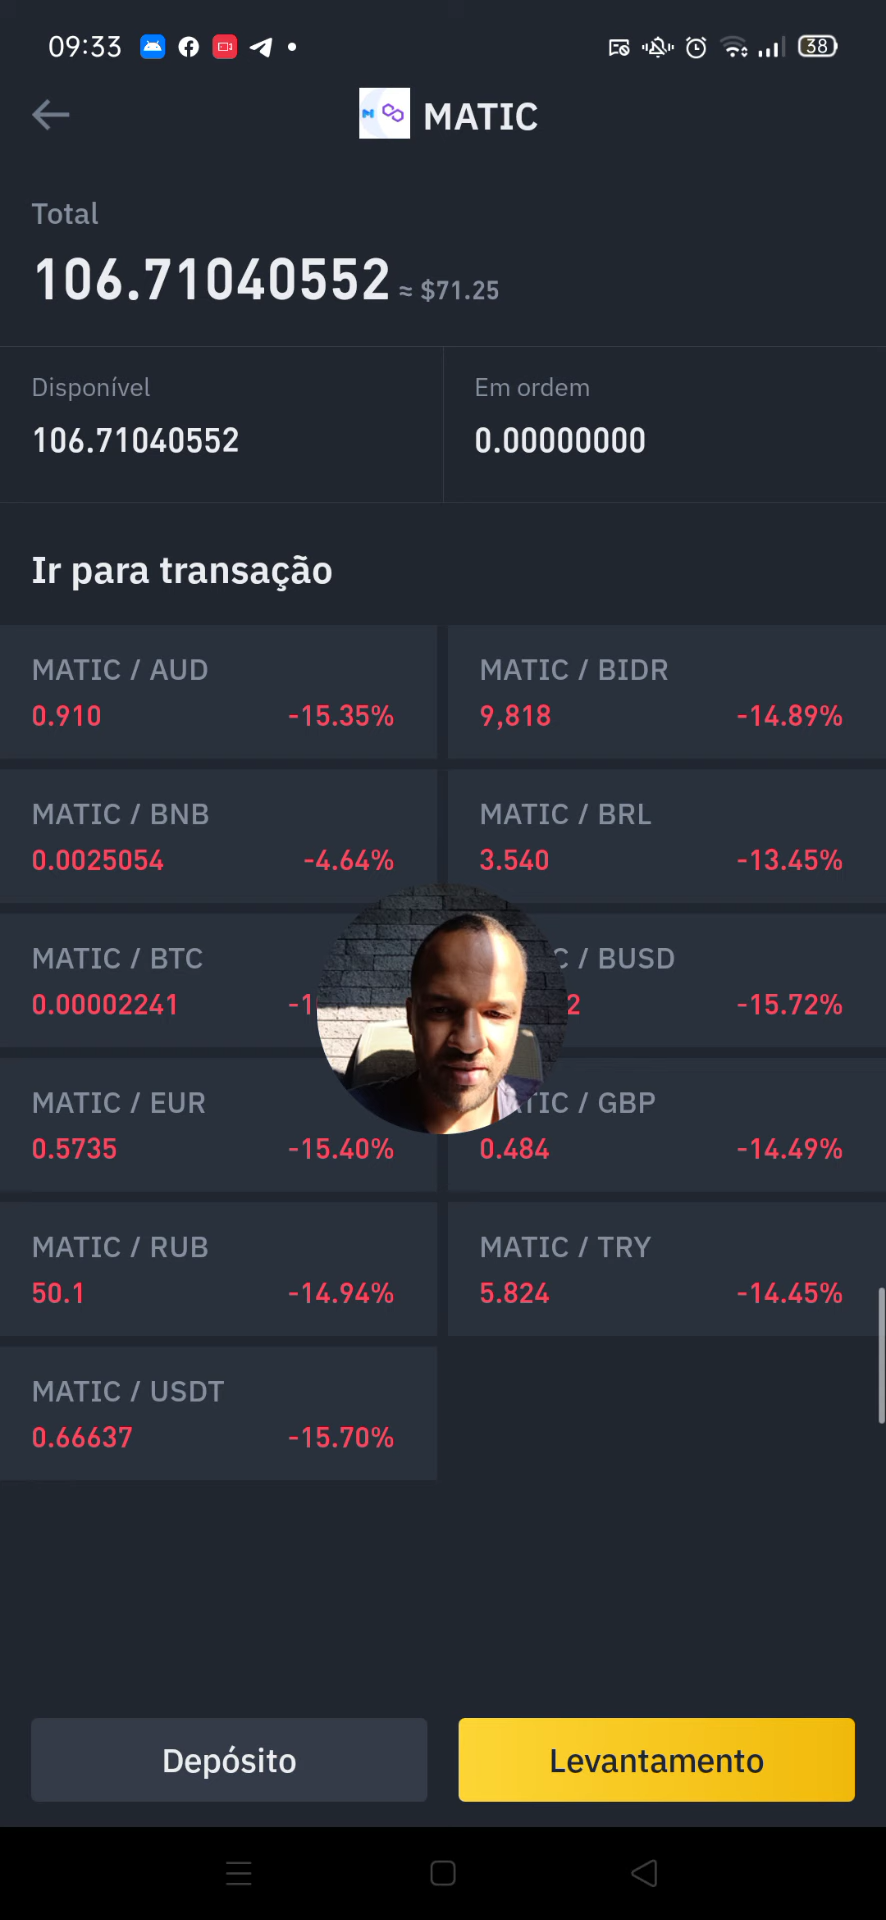 09:33
38
MATIC
Total
106.71040552 ≈ $71.25
Disponível
Em ordem
106.71040552
0.00000000
Ir para transação
MATIC / AUD
MATIC / BIDR
0.910 -15.35%
9,818 -14.89%
MATIC / BNB
MATIC / BRL
0.0025054 -4.64%
3.540 -13.45%
MATIC / BTC
C / BUSD
0.00002241 -1
2 -15.72%
MATIC / EUR
ATIC / GBP
0.5735 -15.40%
0.484 -14.49%
MATIC / RUB
MATIC / TRY
50.1 -14.94%
5.824 -14.45%
MATIC / USDT
0.66637 -15.70%
Depósito
Levantamento